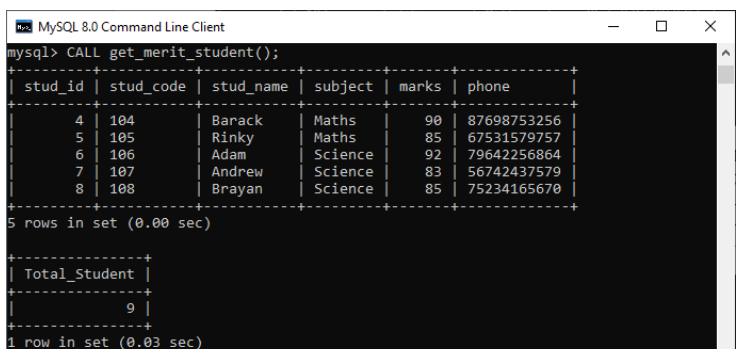 MySQL 8.0 Command Line Client
mysql> CALL get_merit_student();
+---------+-----------+-----------+---------+-------+-------------+
| stud_id | stud_code | stud_name | subject | marks | phone       |
+---------+-----------+-----------+---------+-------+-------------+
|       4 | 104       | Barack    | Maths   |    90 | 87698753256 |
|       5 | 105       | Rinky     | Maths   |    85 | 67531579757 |
|       6 | 106       | Adam      | Science |    92 | 79642256864 |
|       7 | 107       | Andrew    | Science |    83 | 56742437579 |
|       8 | 108       | Brayan    | Science |    85 | 75234165670 |
+---------+-----------+-----------+---------+-------+-------------+
5 rows in set (0.00 sec)
+---------------+
| Total_Student |
+---------------+
|             9 |
+---------------+
1 row in set (0.03 sec)